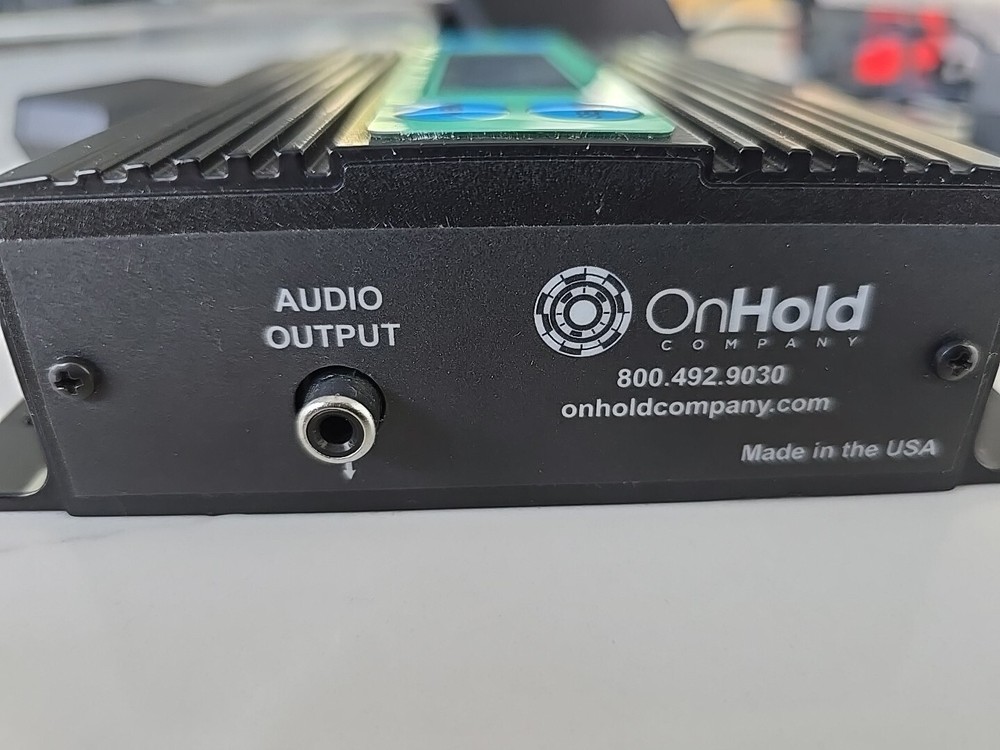 AUDIO
OUTPUT
OnHold
COMPANY
800.492.9030
onholdcompany.com
Made in the USA